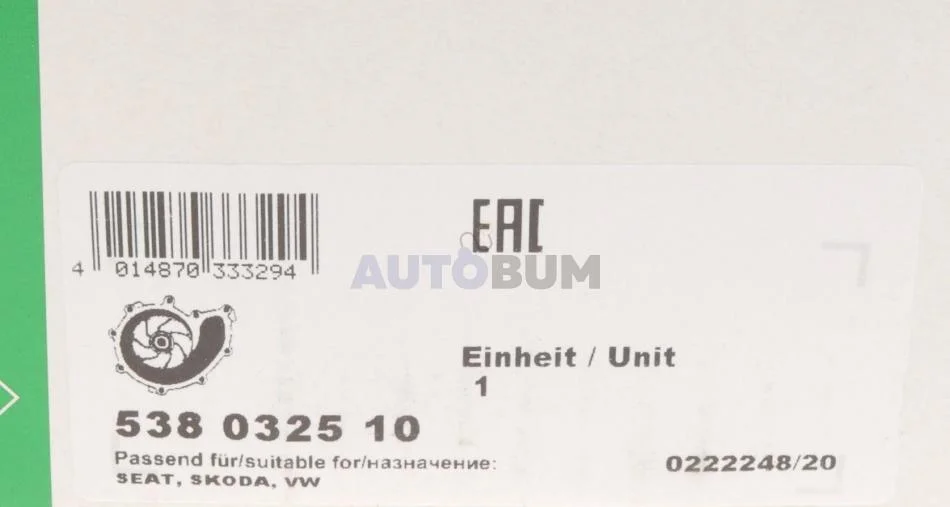 4 014870 333294
EAC
AUTOBUM
Einheit / Unit
1
538 0325 10
Passend für/suitable for/назначение:
SEAT, SKODA, VW
0222248/20